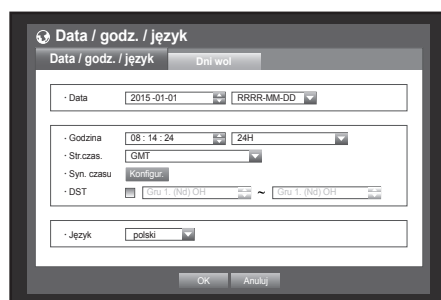 Data / godz. / język
Data / godz. / język Dni wol
· Data 2015 -01-01 RRRR-MM-DD
· Godzina 08 : 14 : 24 24H
· Str.czas. GMT
· Syn. czasu Konfigur.
· DST Gru 1. (Nd) OH ~ Gru 1. (Nd) OH
· Język polski
OK Anuluj